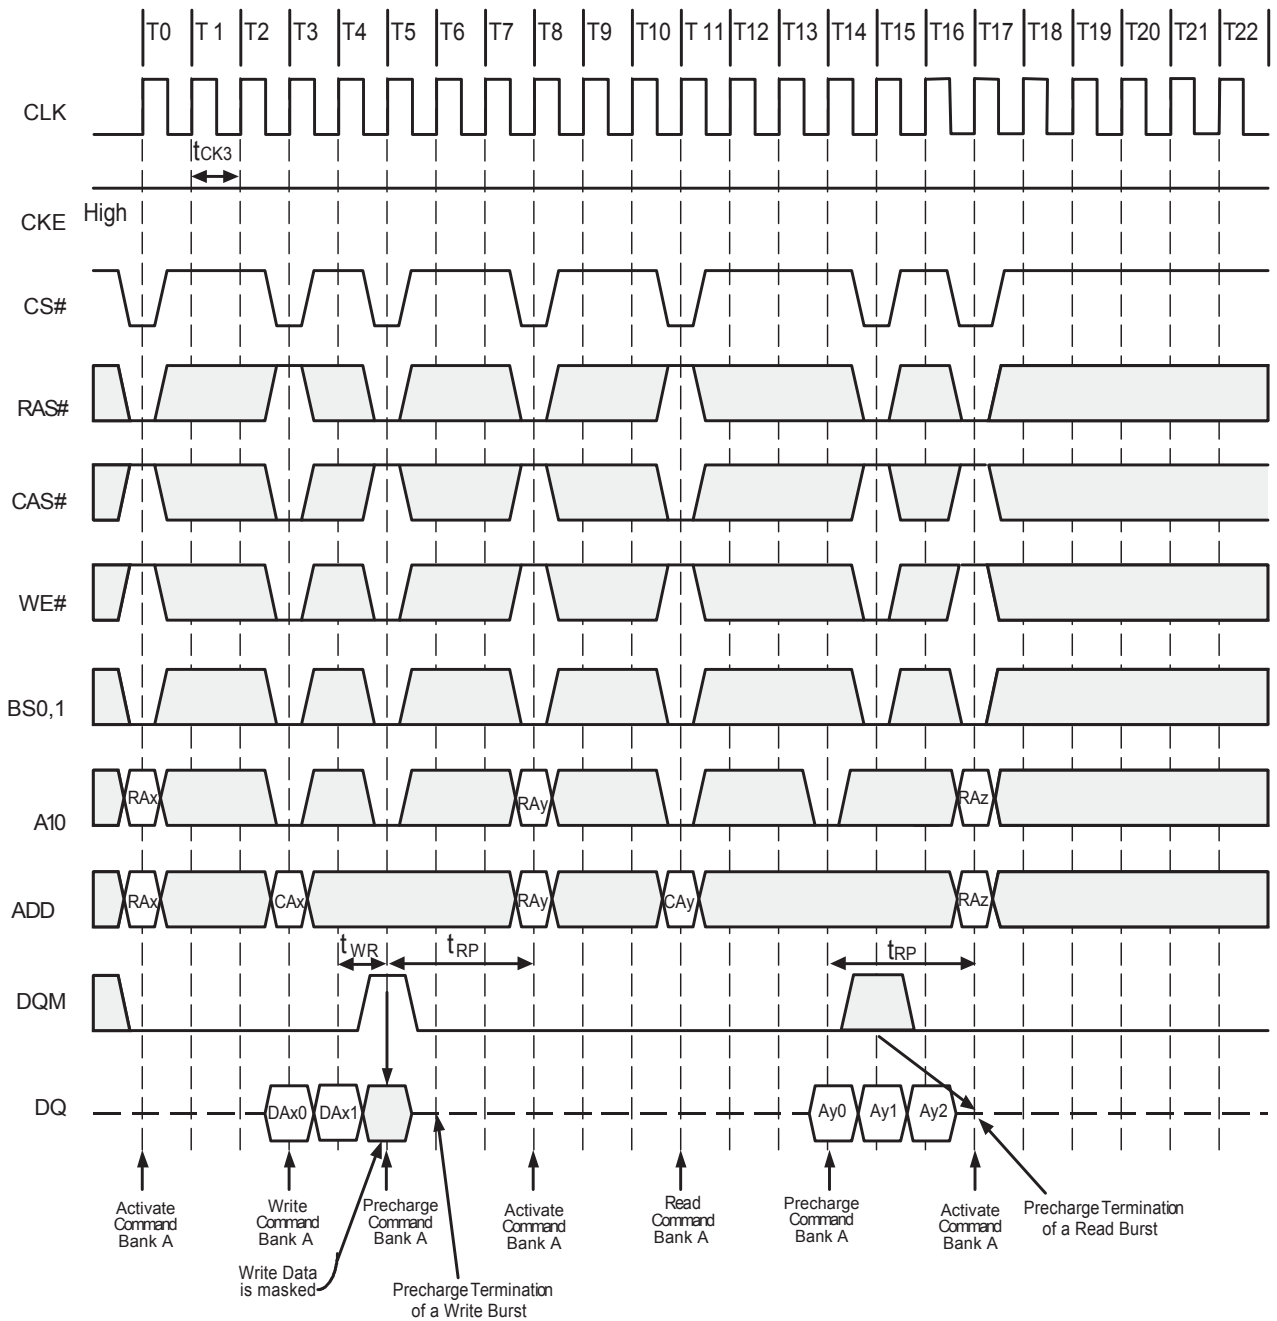 T0 T 1 T2 T3 T4 T5 T6 T7 T8 T9 T10 T 11 T12 T13 T14 T15 T16 T17 T18 T19 T20 T21 T22
CLK
tCK3
CKE High
CS#
RAS#
CAS#
WE#
BS0,1
A10 RAx RAy RAz
ADD RAx CAx RAy CAy RAz
tWR tRP tRP
DQM
DQ DAx0 DAx1 Ay0 Ay1 Ay2
Activate
Command
Bank A
Write
Command
Bank A
Precharge
Command
Bank A
Activate
Command
Bank A
Read
Command
Bank A
Precharge
Command
Bank A
Activate
Command
Bank A
Precharge Termination
of a Read Burst
Write Data
is masked
Precharge Termination
of a Write Burst